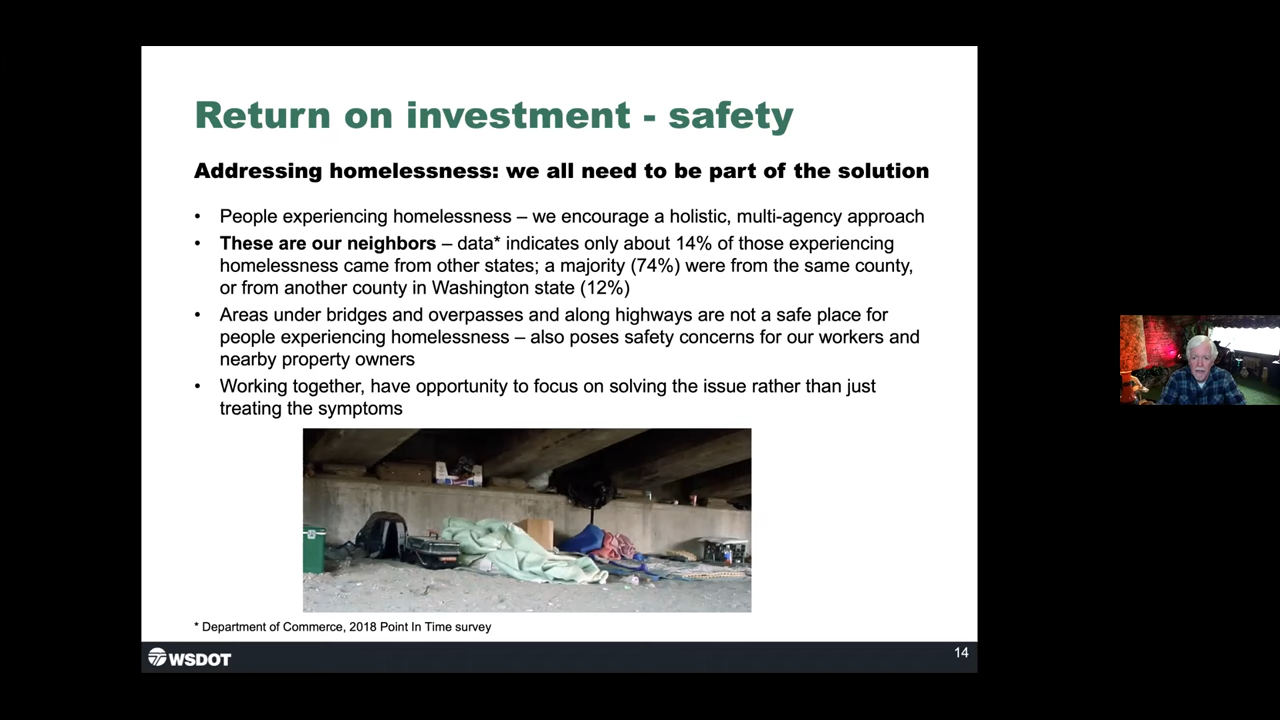 Return on investment - safety
Addressing homelessness: we all need to be part of the solution
• People experiencing homelessness – we encourage a holistic, multi-agency approach
• These are our neighbors – data* indicates only about 14% of those experiencing
homelessness came from other states; a majority (74%) were from the same county,
or from another county in Washington state (12%)
• Areas under bridges and overpasses and along highways are not a safe place for
people experiencing homelessness – also poses safety concerns for our workers and
nearby property owners
• Working together, have opportunity to focus on solving the issue rather than just
treating the symptoms
* Department of Commerce, 2018 Point In Time survey
WSDOT
14